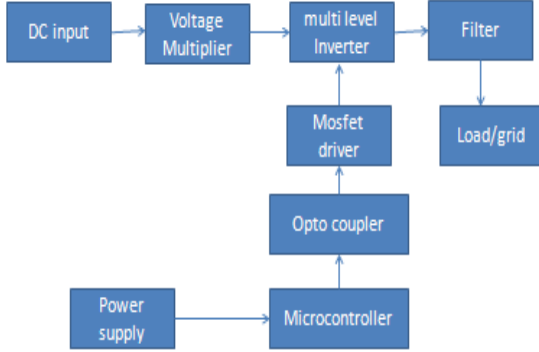 DC input
Voltage
Multiplier
multi level
Inverter
Filter
Mosfet
driver
Load/grid
Opto coupler
Power
supply
Microcontroller